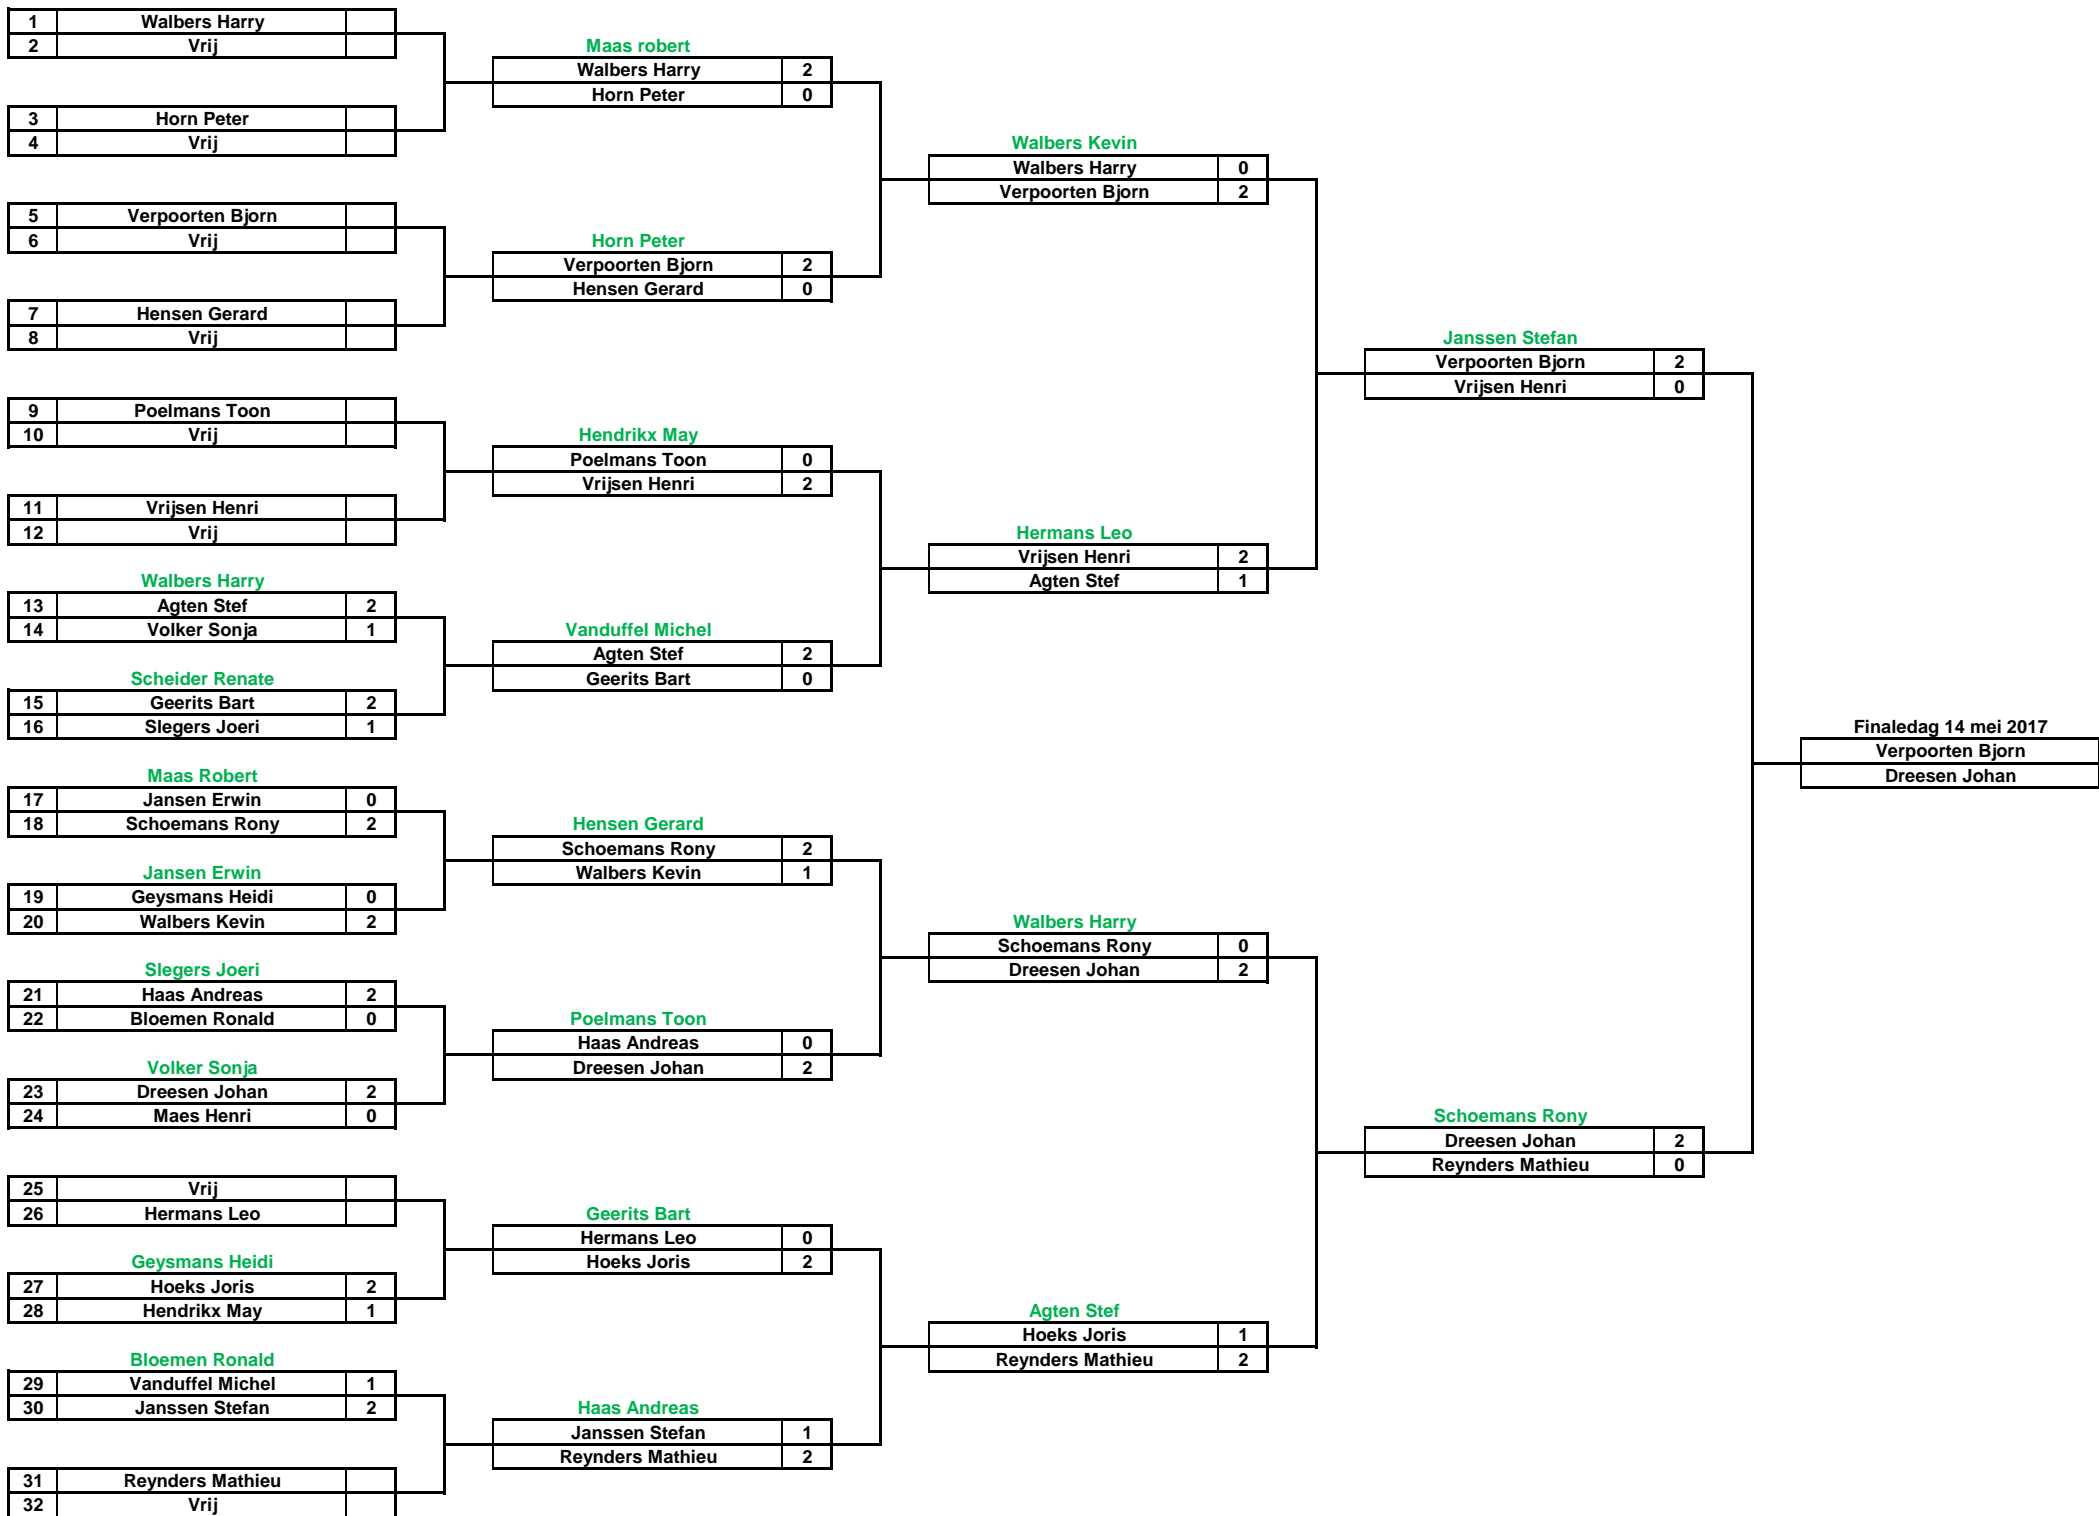 1 Walbers Harry
2 Vrij
3 Horn Peter
4 Vrij
5 Verpoorten Bjorn
6 Vrij
7 Hensen Gerard
8 Vrij
9 Poelmans Toon
10 Vrij
11 Vrijsen Henri
12 Vrij
Walbers Harry
13 Agten Stef 2
14 Volker Sonja 1
Scheider Renate
15 Geerits Bart 2
16 Slegers Joeri 1
Maas Robert
17 Jansen Erwin 0
18 Schoemans Rony 2
Jansen Erwin
19 Geysmans Heidi 0
20 Walbers Kevin 2
Slegers Joeri
21 Haas Andreas 2
22 Bloemen Ronald 0
Volker Sonja
23 Dreesen Johan 2
24 Maes Henri 0
25 Vrij
26 Hermans Leo
Geysmans Heidi
27 Hoeks Joris 2
28 Hendrikx May 1
Bloemen Ronald
29 Vanduffel Michel 1
30 Janssen Stefan 2
31 Reynders Mathieu
32 Vrij
Maas robert
Walbers Harry 2
Horn Peter 0
Horn Peter
Verpoorten Bjorn 2
Hensen Gerard 0
Hendrikx May
Poelmans Toon 0
Vrijsen Henri 2
Vanduffel Michel
Agten Stef 2
Geerits Bart 0
Hensen Gerard
Schoemans Rony 2
Walbers Kevin 1
Poelmans Toon
Haas Andreas 0
Dreesen Johan 2
Geerits Bart
Hermans Leo 0
Hoeks Joris 2
Haas Andreas
Janssen Stefan 1
Reynders Mathieu 2
Walbers Kevin
Walbers Harry 0
Verpoorten Bjorn 2
Hermans Leo
Vrijsen Henri 2
Agten Stef 1
Walbers Harry
Schoemans Rony 0
Dreesen Johan 2
Agten Stef
Hoeks Joris 1
Reynders Mathieu 2
Janssen Stefan
Verpoorten Bjorn 2
Vrijsen Henri 0
Schoemans Rony
Dreesen Johan 2
Reynders Mathieu 0
Finaledag 14 mei 2017
Verpoorten Bjorn
Dreesen Johan